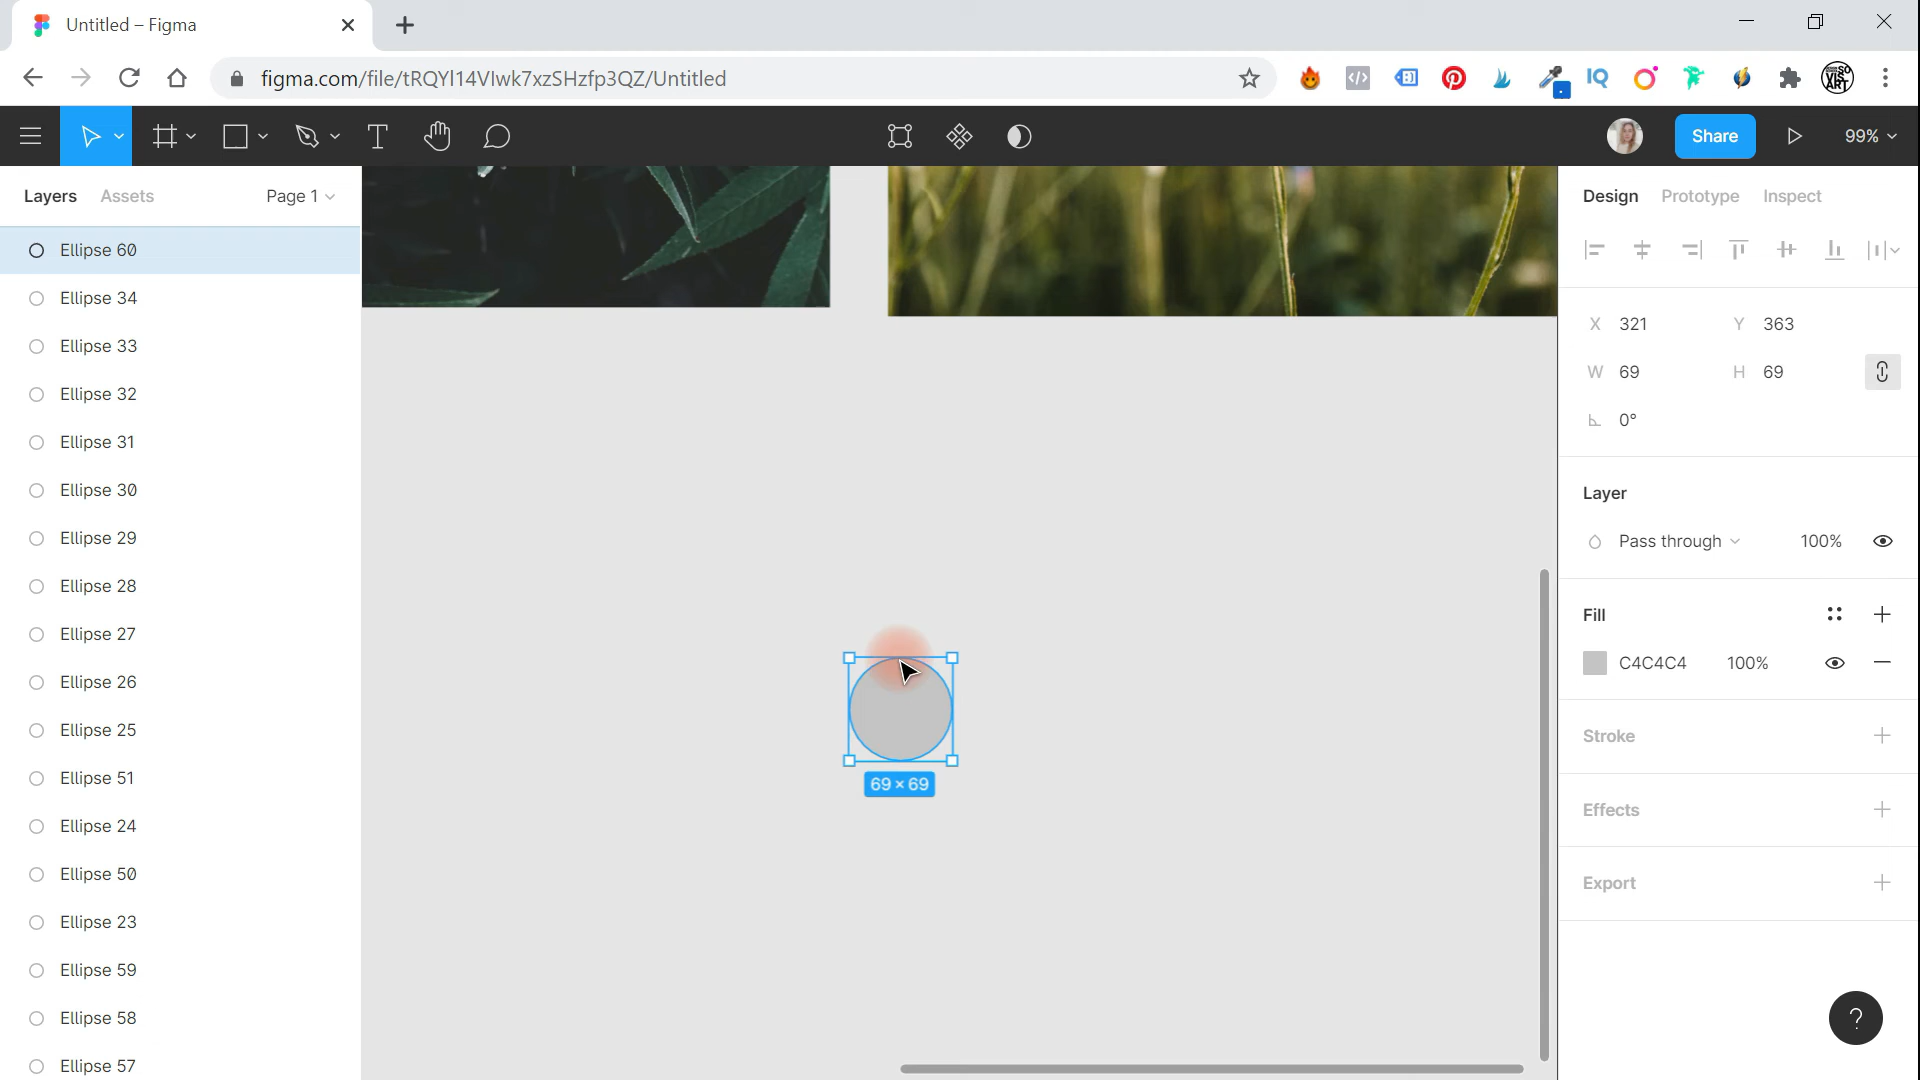 Untitled – Figma
figma.com/file/tRQYl14VIwk7xzSHzfp3QZ/Untitled
IQ
SO
VIS
ART
Share
99%
Layers Assets Page 1
Ellipse 60
Ellipse 34
Ellipse 33
Ellipse 32
Ellipse 31
Ellipse 30
Ellipse 29
Ellipse 28
Ellipse 27
Ellipse 26
Ellipse 25
Ellipse 51
Ellipse 24
Ellipse 50
Ellipse 23
Ellipse 59
Ellipse 58
Ellipse 57
69 × 69
Design Prototype Inspect
X 321 Y 363
W 69 H 69
0°
Layer
Pass through 100%
Fill
C4C4C4 100%
Stroke
Effects
Export
?